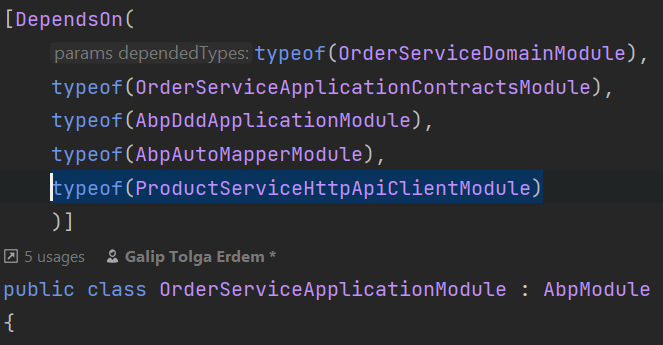 [DependsOn(
params dependedTypes: typeof(OrderServiceDomainModule),
typeof(OrderServiceApplicationContractsModule),
typeof(AbpDddApplicationModule),
typeof(AbpAutoMapperModule),
typeof(ProductServiceHttpApiClientModule)
)]
5 usages Galip Tolga Erdem *
public class OrderServiceApplicationModule : AbpModule
{